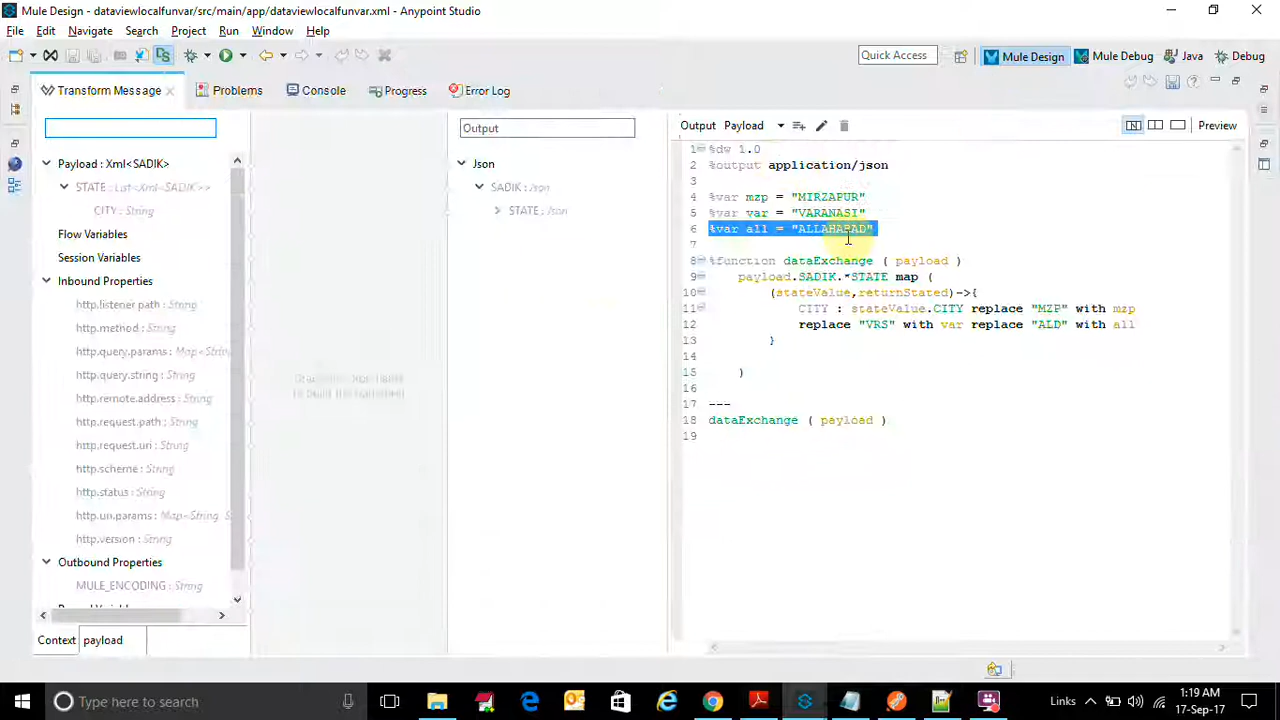 Mule Design - dataviewlocalfunvar/src/main/app/dataviewlocalfunvar.xml - Anypoint Studio
File Edit Navigate Search Project Run Window Help
Quick Access Mule Design Mule Debug Java Debug
Transform Message Problems Console Progress Error Log
Output
Output Payload Preview
Payload : Xml<SADIK>
STATE : List<Xml<SADIK>>
CITY : String
Flow Variables
Session Variables
Inbound Properties
http.listener.path : String
http.method : String
http.query.params : Map<String
http.query.string : String
http.remote.address : String
http.request.path : String
http.request.uri : String
http.scheme : String
http.status : String
http.uri.params : Map<String, S
http.version : String
Outbound Properties
MULE_ENCODING : String
Context payload
Json
SADIK : Json
STATE : Json
1 %dw 1.0
2 %output application/json
3
4 %var mzp = "MIRZAPUR"
5 %var var = "VARANASI"
6 %var all = "ALLAHABAD"
7
8 %function dataExchange ( payload )
9 payload.SADIK.*STATE map (
10 (stateValue,returnStated)->{
11 CITY : stateValue.CITY replace "MZP" with mzp
12 replace "VRS" with var replace "ALD" with all
13 }
14
15 )
16
17 ---
18 dataExchange ( payload )
19
Type here to search
Links
1:19 AM
17-Sep-17